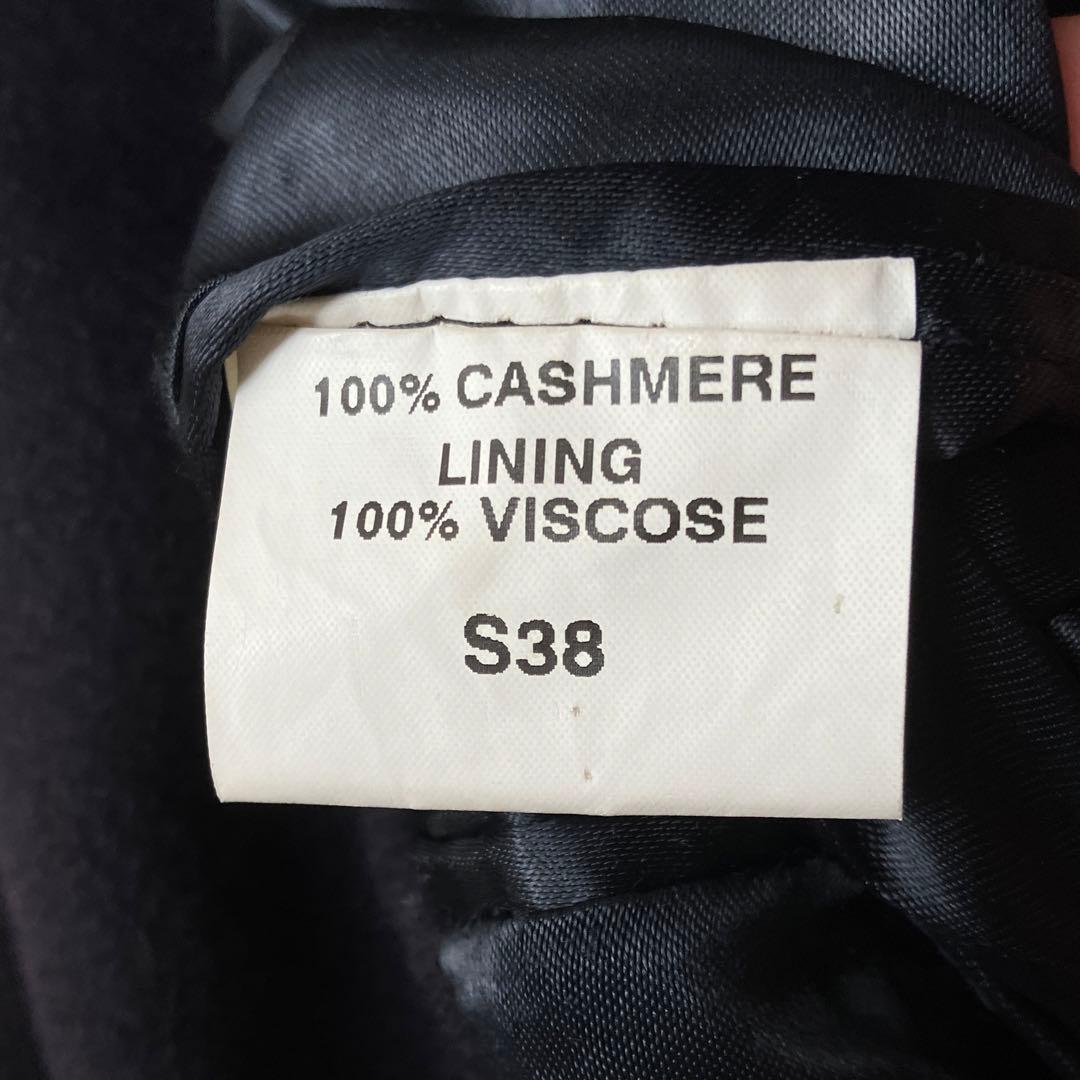 100% CASHMERE
LINING
100% VISCOSE
S38